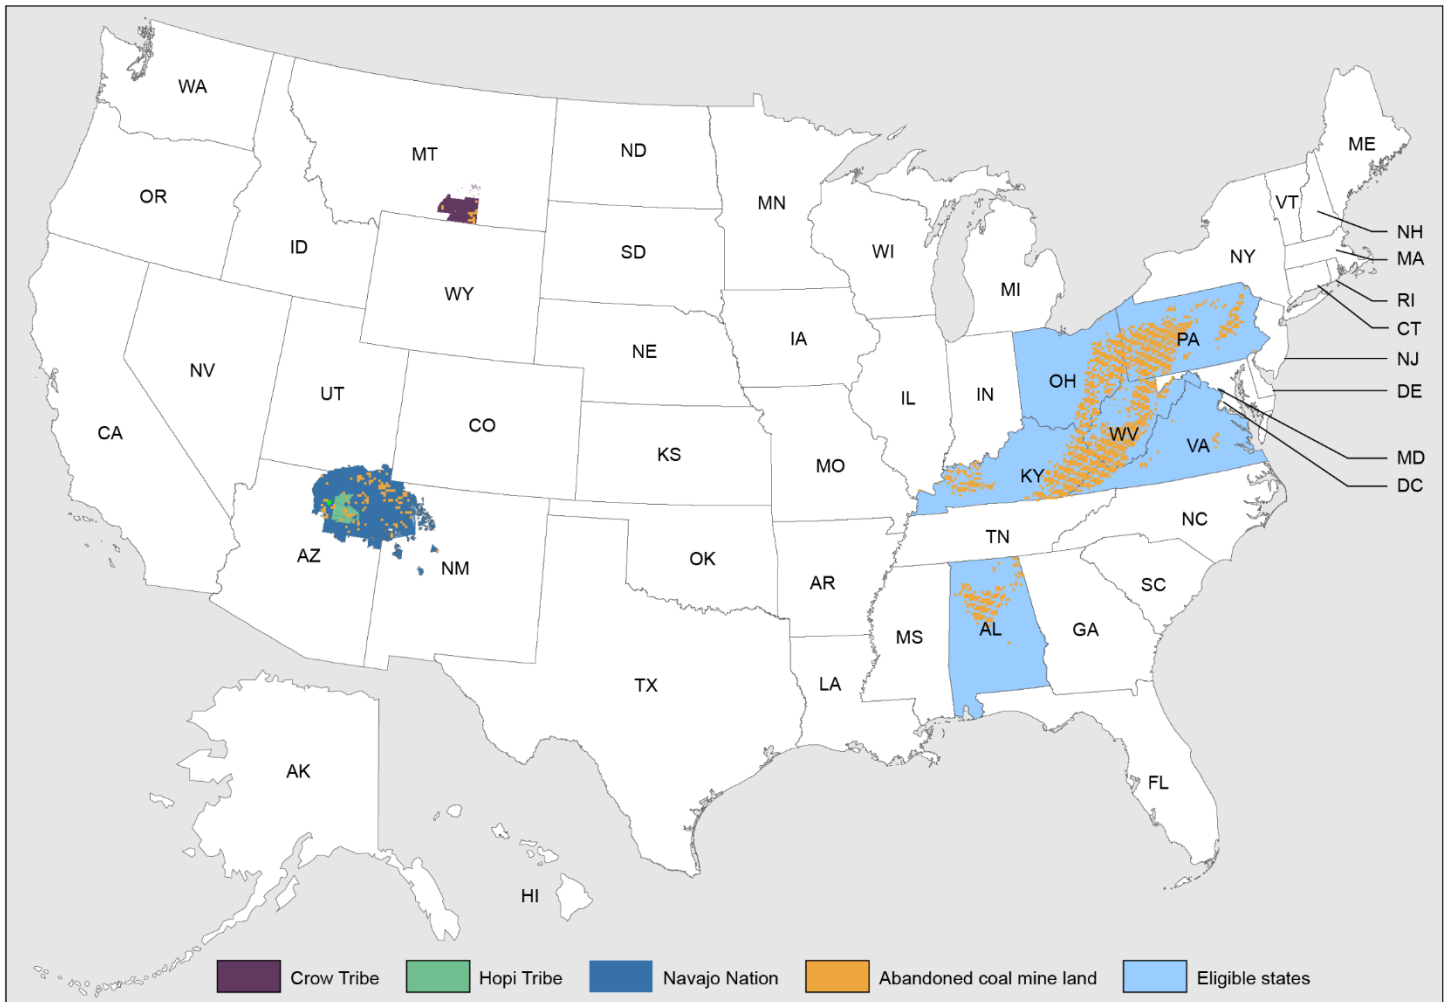 WA
MT
ND
ME
OR
MN
VT
ID
SD
WI
NH
MA
NY
WY
MI
RI
CT
IA
NE
PA
NJ
NV
UT
OH
DE
IL
IN
CA
CO
WV
KS
MO
VA
KY
MD
DC
NC
TN
AZ
NM
OK
AR
SC
AL
GA
MS
TX
LA
AK
FL
HI
Crow Tribe
Hopi Tribe
Navajo Nation
Abandoned coal mine land
Eligible states